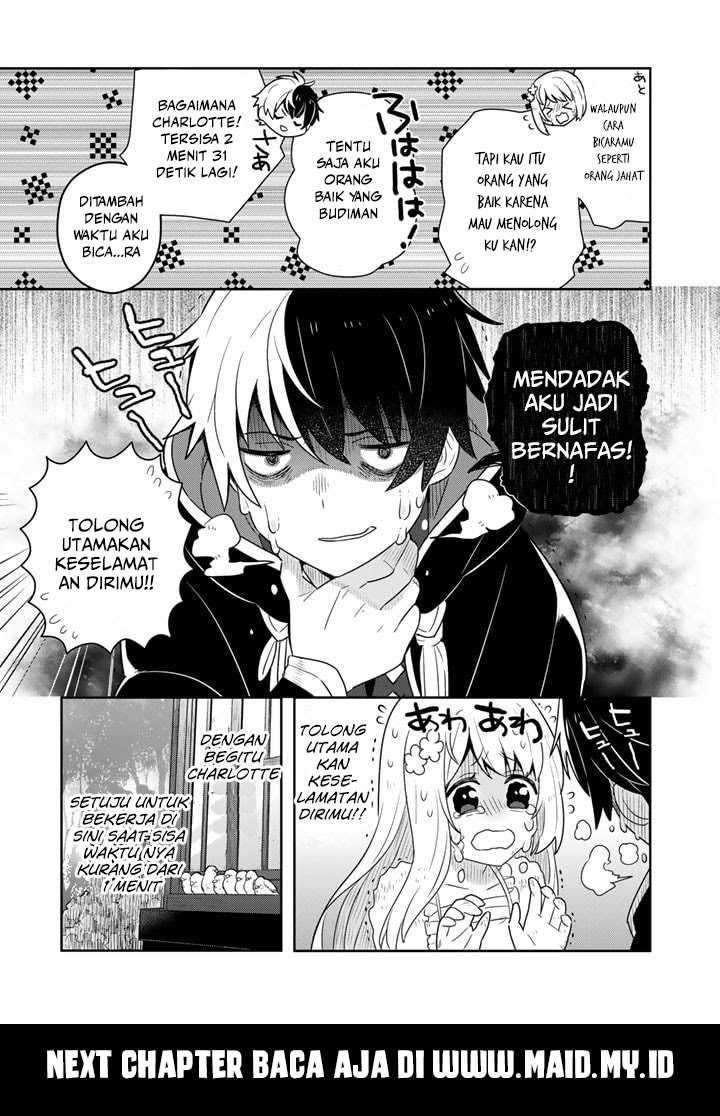 あと
WALAUPUN
CARA
BICARAMU
SEPERTI
ORANG JAHAT
TAPI KAU ITU
ORANG YANG
BAIK KARENA
MAU MENOLONG
KU KAN!?
ふはははは!
TENTU
SAJA AKU
ORANG
BAIK YANG
BUDIMAN
さあ
BAGAIMANA
CHARLOTTE!
TERSISA 2
MENIT 31
DETIK LAGI!
DITAMBAH
DENGAN
WAKTU AKU
BICA...RA
MENDADAK
AKU JADI
SULIT
BERNAFAS!
!
TOLONG
UTAMAKAN
KESELAMAT
AN DIRIMU!!
ヒュー
ヒュー
あわあわ
TOLONG
UTAMA
KAN
KESE-
LAMATAN
DIRIMU!!
DENGAN
BEGITU
CHARLOTTE
SETUJU UNTUK
BEKERJA DI
SINI SAAT SISA
WAKTU NYA
KURANG DARI
1 MENIT
NEXT CHAPTER BACA AJA DI WWW.MAID.MY.ID